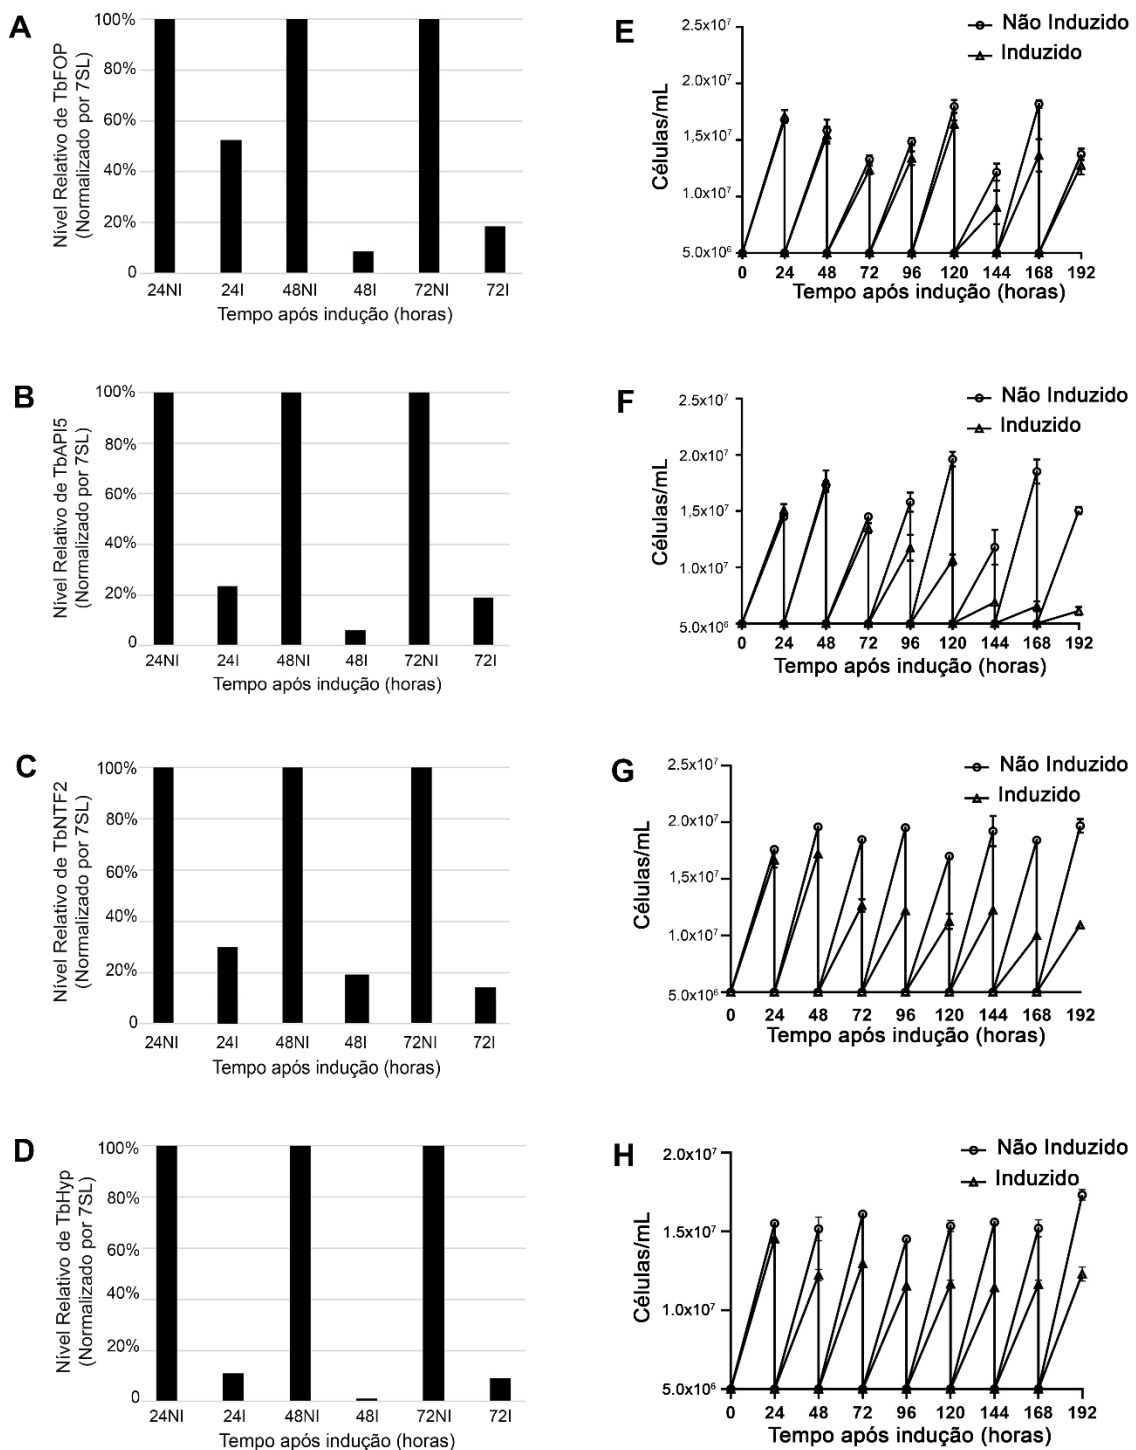 A
Nível Relativo de TbFOP
(Normalizado por 7SL)
100%
80%
60%
40%
20%
0
24NI 24I 48NI 48I 72NI 72I
Tempo após indução (horas)
E
Não Induzido
Induzido
Células/mL
2.5x10⁷
2.0x10⁷
1.5x10⁷
1.0x10⁷
5.0x10⁶
0 24 48 72 96 120 144 168 192
Tempo após indução (horas)
B
Nível Relativo de TbAPI5
(Normalizado por 7SL)
100%
80%
60%
40%
20%
0
24NI 24I 48NI 48I 72NI 72I
Tempo após indução (horas)
F
Não Induzido
Induzido
Células/mL
2.5x10⁷
2.0x10⁷
1.5x10⁷
1.0x10⁷
5.0x10⁶
0 24 48 72 96 120 144 168 192
Tempo após indução (horas)
C
Nível Relativo de TbNTF2
(Normalizado por 7SL)
100%
80%
60%
40%
20%
0
24NI 24I 48NI 48I 72NI 72I
Tempo após indução (horas)
G
Não Induzido
Induzido
Células/mL
2.5x10⁷
2.0x10⁷
1.5x10⁷
1.0x10⁷
5.0x10⁶
0 24 48 72 96 120 144 168 192
Tempo após indução (horas)
D
Nível Relativo de TbHyp
(Normalizado por 7SL)
100%
80%
60%
40%
20%
0
24NI 24I 48NI 48I 72NI 72I
Tempo após indução (horas)
H
Não Induzido
Induzido
Células/mL
2.0x10⁷
1.5x10⁷
1.0x10⁷
5.0x10⁶
0 24 48 72 96 120 144 168 192
Tempo após indução (horas)